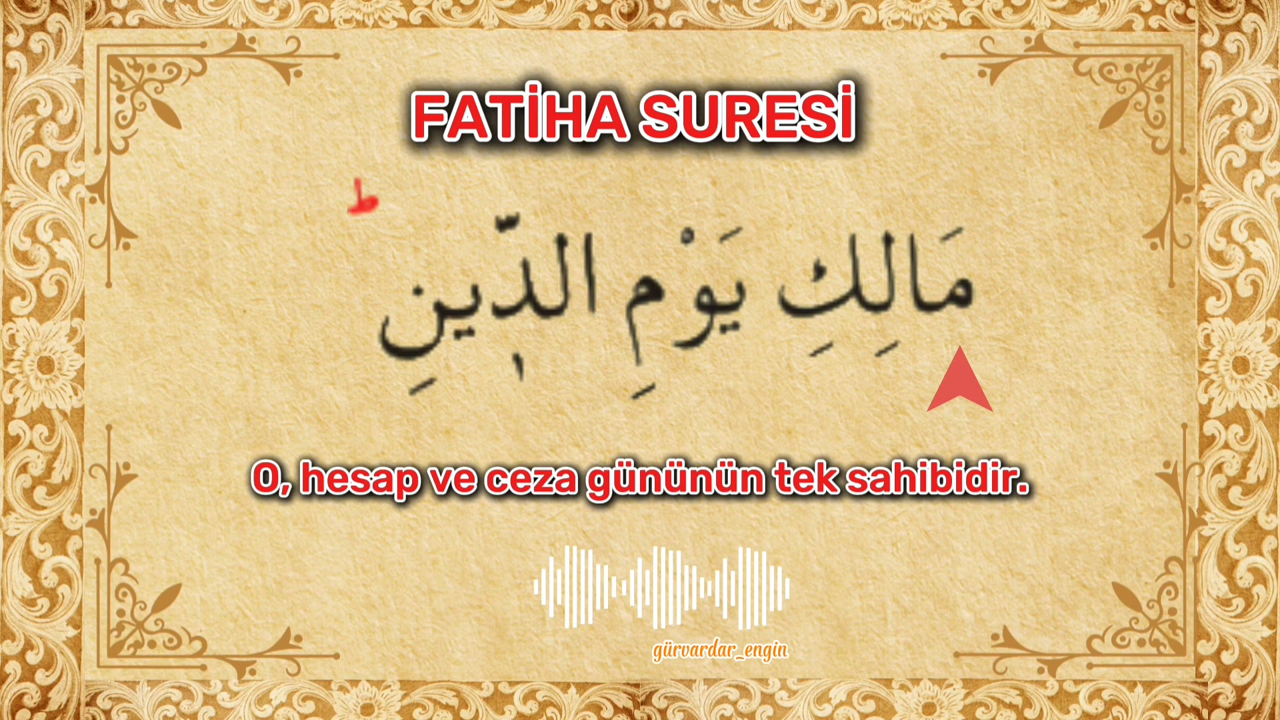 FATİHA SURESİ
ط
مَالِكِ يَوْمِ الدّ۪ينِ
O, hesap ve ceza gününün tek sahibidir.
gürvardar_engin